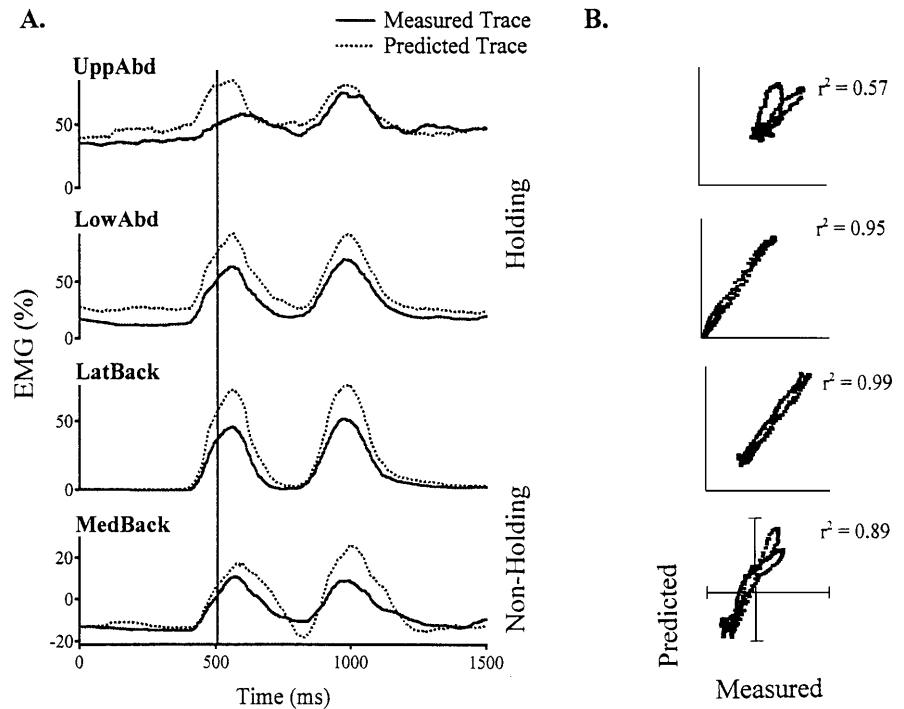 A.
Measured Trace
Predicted Trace
UppAbd
50
0
LowAbd
50
0
LatBack
50
0
MedBack
20
0
-20
0 500 1000 1500
Time (ms)
EMG (%)
Holding
Non-Holding
B.
r² = 0.57
r² = 0.95
r² = 0.99
r² = 0.89
Predicted
Measured